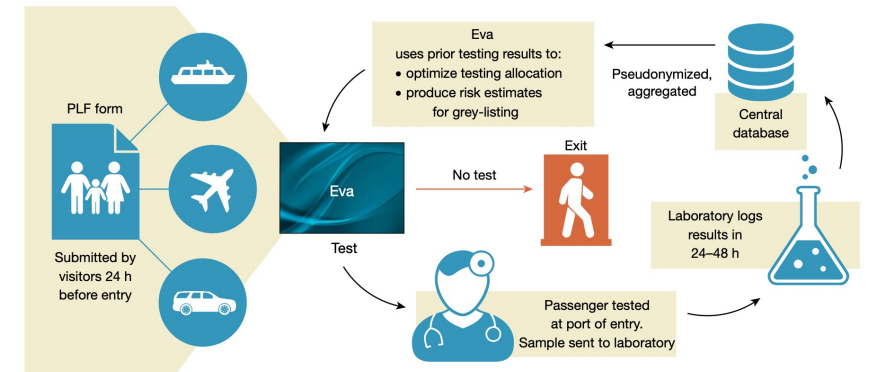 PLF form
Submitted by
visitors 24 h
before entry
Eva
uses prior testing results to:
• optimize testing allocation
• produce risk estimates
for grey-listing
Eva
Test
No test
Exit
Passenger tested
at port of entry.
Sample sent to laboratory
Laboratory logs
results in
24–48 h
Central
database
Pseudonymized,
aggregated